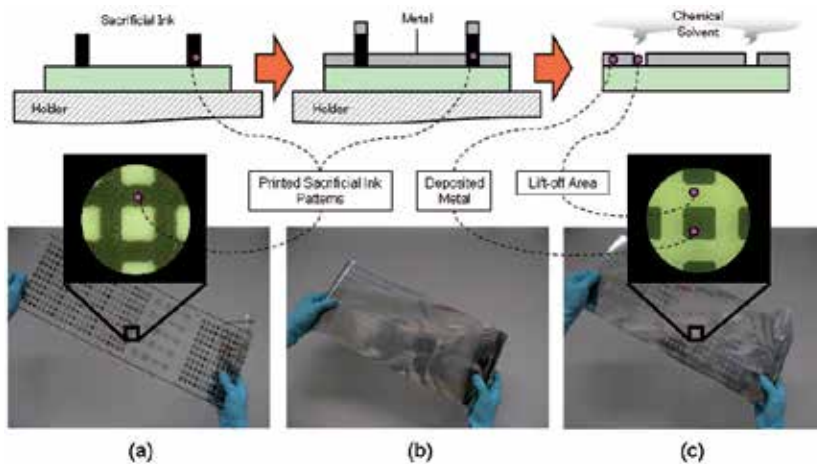 Sacrificial Ink
Metal
Chemical
Solvent
Holder
Holder
Printed Sacrificial Ink
Patterns
Deposited
Metal
Lift-off Area
(a)
(b)
(c)